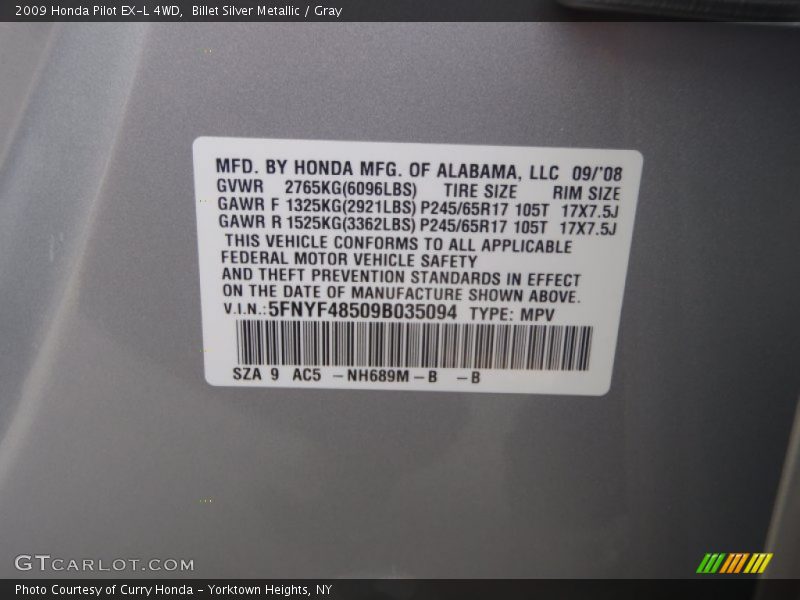 2009 Honda Pilot EX-L 4WD,  Billet Silver Metallic / Gray
MFD. BY HONDA MFG. OF ALABAMA, LLC 09/'08
GVWR 2765KG(6096LBS) TIRE SIZE RIM SIZE
GAWR F 1325KG(2921LBS) P245/65R17 105T 17X7.5J
GAWR R 1525KG(3362LBS) P245/65R17 105T 17X7.5J
THIS VEHICLE CONFORMS TO ALL APPLICABLE
FEDERAL MOTOR VEHICLE SAFETY
AND THEFT PREVENTION STANDARDS IN EFFECT
ON THE DATE OF MANUFACTURE SHOWN ABOVE.
V.I.N.:5FNYF48509B035094 TYPE: MPV
SZA 9 AC5 -NH689M-B -B
GTCARLOT.COM
Photo Courtesy of Curry Honda - Yorktown Heights, NY